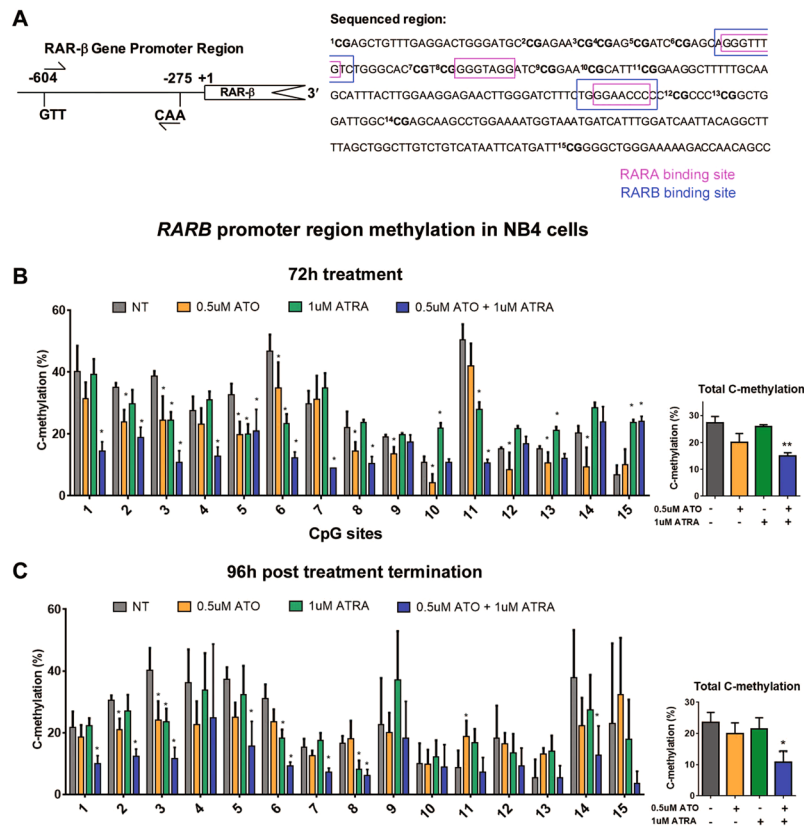 A
RAR-β Gene Promoter Region
-604
-275
+1
RAR-β
3′
GTT
CAA
Sequenced region:
¹CGAGCTGTTTGAGGACTGGGATGC²CGAGAA³CG⁴CGAG⁵CGATC⁶CGAGCAGGGTTT
GTCTGGGCAC⁷CGT⁸CGGGGTAGGATC⁹CGGAA¹⁰CGCATT¹¹CGGAAGGCTTTTTGCAA
GCATTTACTTGGAAGGAGAACTTGGGATCTTTCTGGGAACCCCC¹²CGCCC¹³CGGCTG
GATTGGC¹⁴CGAGCAAGCCTGGAAAATGGTAAATGATCATTTGGATCAATTACAGGCTT
TTAGCTGGCTTGTCTGTCATAATTCATGATT¹⁵CGGGGCTGGGAAAAAGACCAACAGCC
RARA binding site
RARB binding site
RARB promoter region methylation in NB4 cells
B
72h treatment
NT
0.5uM ATO
1uM ATRA
0.5uM ATO + 1uM ATRA
C-methylation (%)
60
40
20
0
* * * * * * * * * * * * * * * * * * * * * * * * * *
1 2 3 4 5 6 7 8 9 10 11 12 13 14 15
CpG sites
Total C-methylation
C-methylation (%)
30
20
10
0
**
0.5uM ATO - + - +
1uM ATRA - - + +
C
96h post treatment termination
NT
0.5uM ATO
1uM ATRA
0.5uM ATO + 1uM ATRA
C-methylation (%)
60
40
20
0
* * * * * * * * * * * * * *
1 2 3 4 5 6 7 8 9 10 11 12 13 14 15
Total C-methylation
C-methylation (%)
30
20
10
0
*
0.5uM ATO - + - +
1uM ATRA - - + +